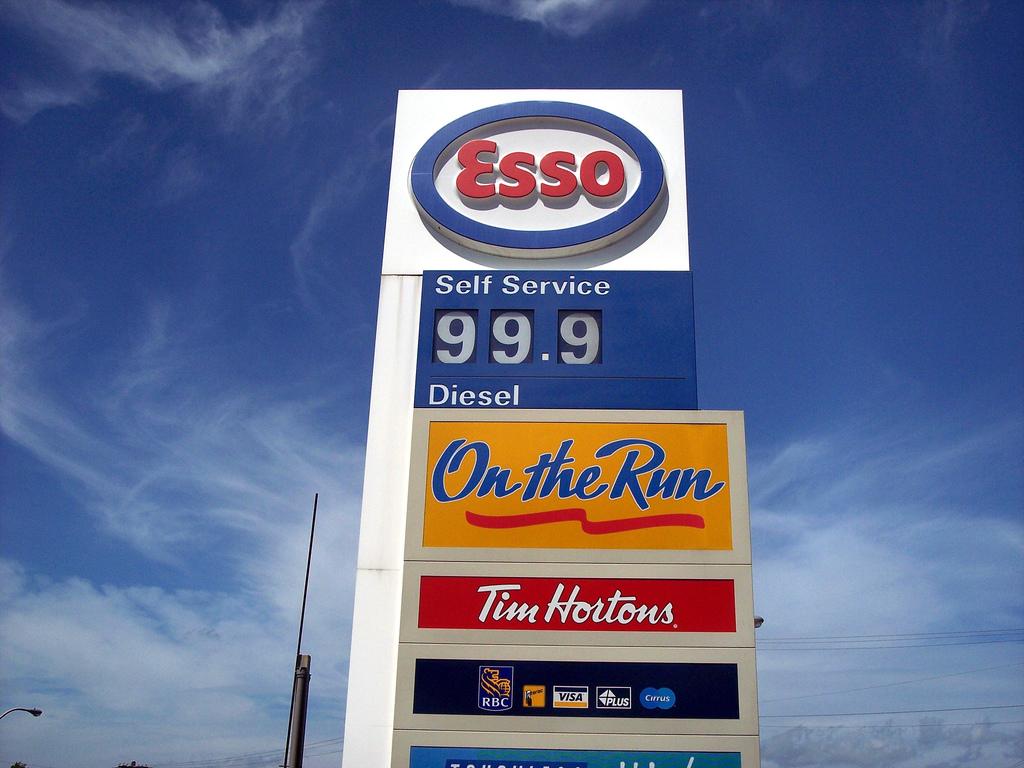 Esso
Self Service
99.9
Diesel
On the Run
Tim Hortons
RBC VISA PLUS Cirrus